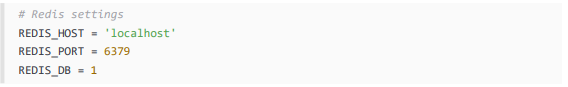 # Redis settings
REDIS_HOST = 'localhost'
REDIS_PORT = 6379
REDIS_DB = 1